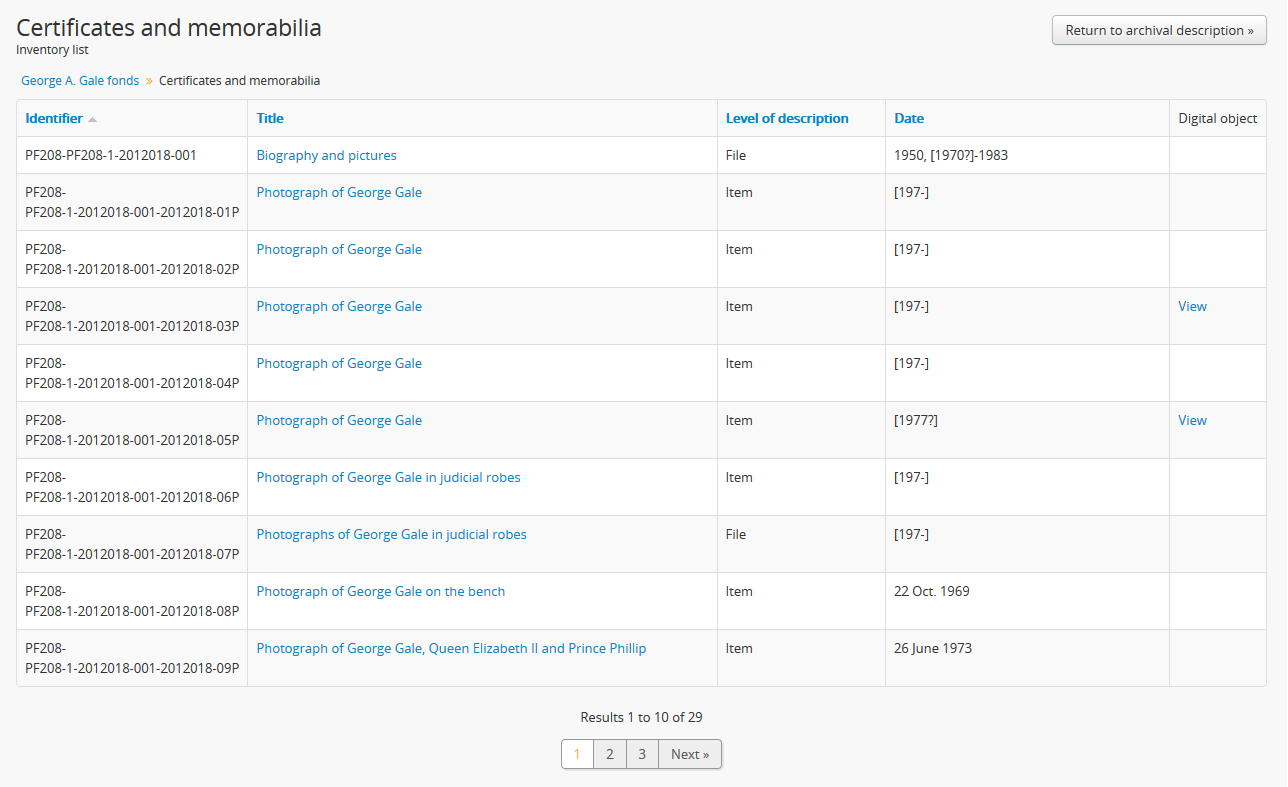 Certificates and memorabilia
Return to archival description »
Inventory list
George A. Gale fonds » Certificates and memorabilia
Identifier Title Level of description Date Digital object
PF208-PF208-1-2012018-001 Biography and pictures File 1950, [1970?]-1983
PF208-
PF208-1-2012018-001-2012018-01P Photograph of George Gale Item [197-]
PF208-
PF208-1-2012018-001-2012018-02P Photograph of George Gale Item [197-]
PF208-
PF208-1-2012018-001-2012018-03P Photograph of George Gale Item [197-] View
PF208-
PF208-1-2012018-001-2012018-04P Photograph of George Gale Item [197-]
PF208-
PF208-1-2012018-001-2012018-05P Photograph of George Gale Item [1977?] View
PF208-
PF208-1-2012018-001-2012018-06P Photograph of George Gale in judicial robes Item [197-]
PF208-
PF208-1-2012018-001-2012018-07P Photographs of George Gale in judicial robes File [197-]
PF208-
PF208-1-2012018-001-2012018-08P Photograph of George Gale on the bench Item 22 Oct. 1969
PF208-
PF208-1-2012018-001-2012018-09P Photograph of George Gale, Queen Elizabeth II and Prince Phillip Item 26 June 1973
Results 1 to 10 of 29
1 2 3 Next »